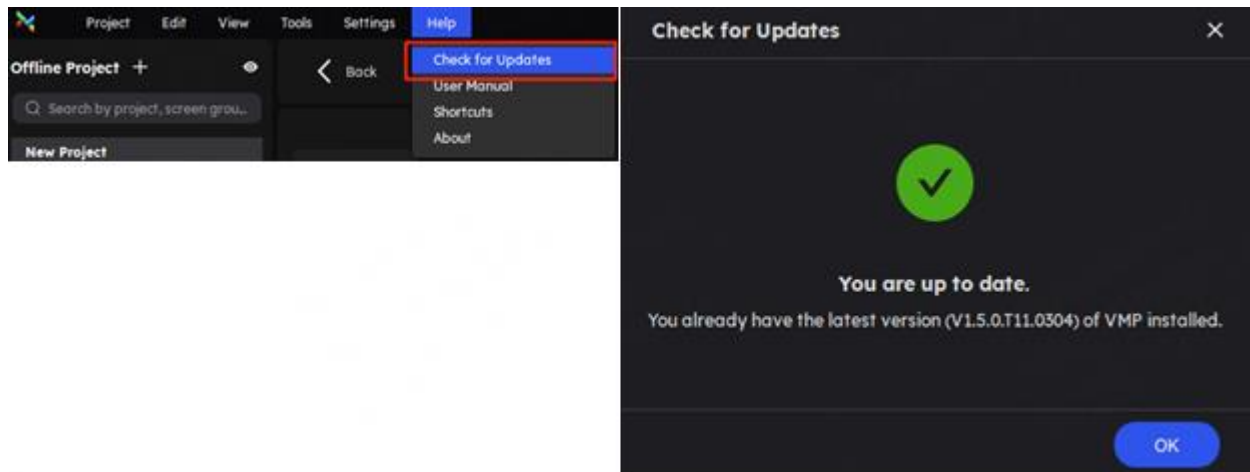 Project Edit View Tools Settings Help
Offline Project +
Back
Search by project, screen grou...
New Project
Check for Updates
User Manual
Shortcuts
About
Check for Updates
You are up to date.
You already have the latest version (V1.5.0.T11.0304) of VMP installed.
OK